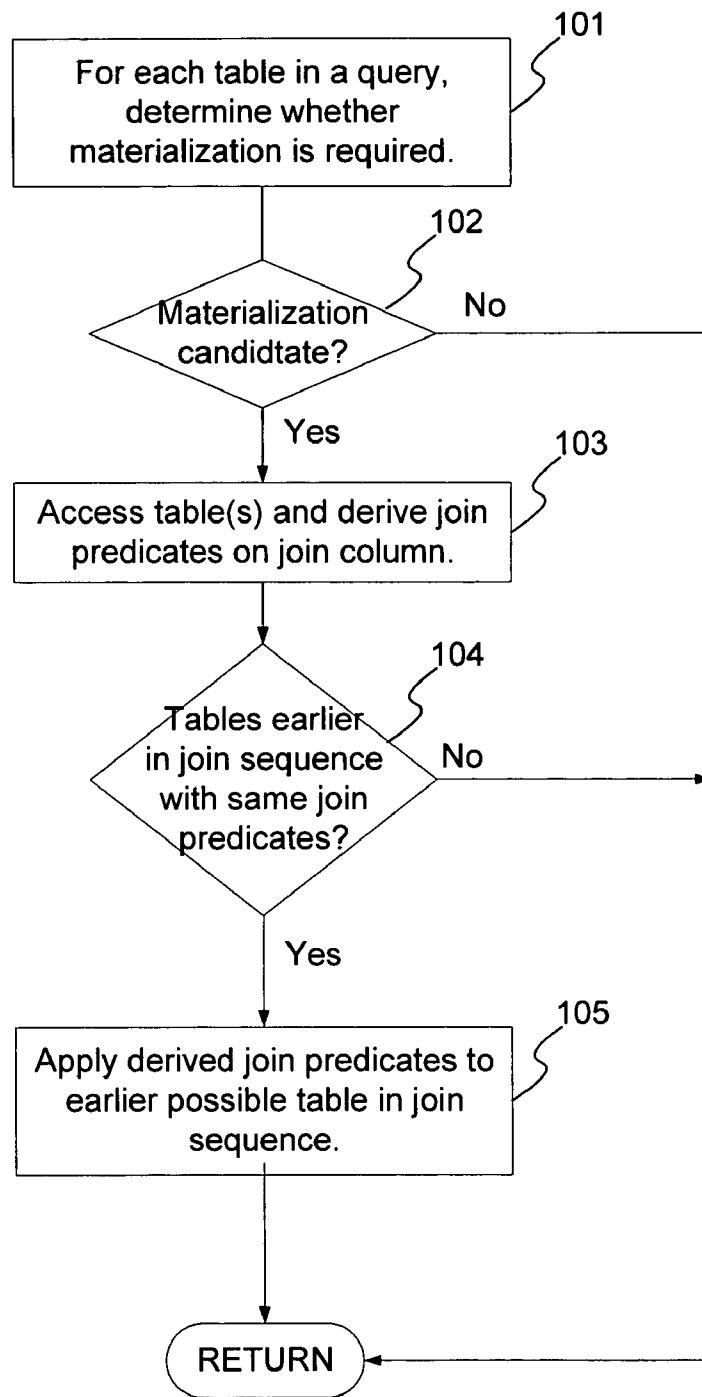 101
For each table in a query,
determine whether
materialization is required.
102
Materialization
candidtate?
No
Yes
103
Access table(s) and derive join
predicates on join column.
104
Tables earlier
in join sequence
with same join
predicates?
No
Yes
105
Apply derived join predicates to
earlier possible table in join
sequence.
RETURN